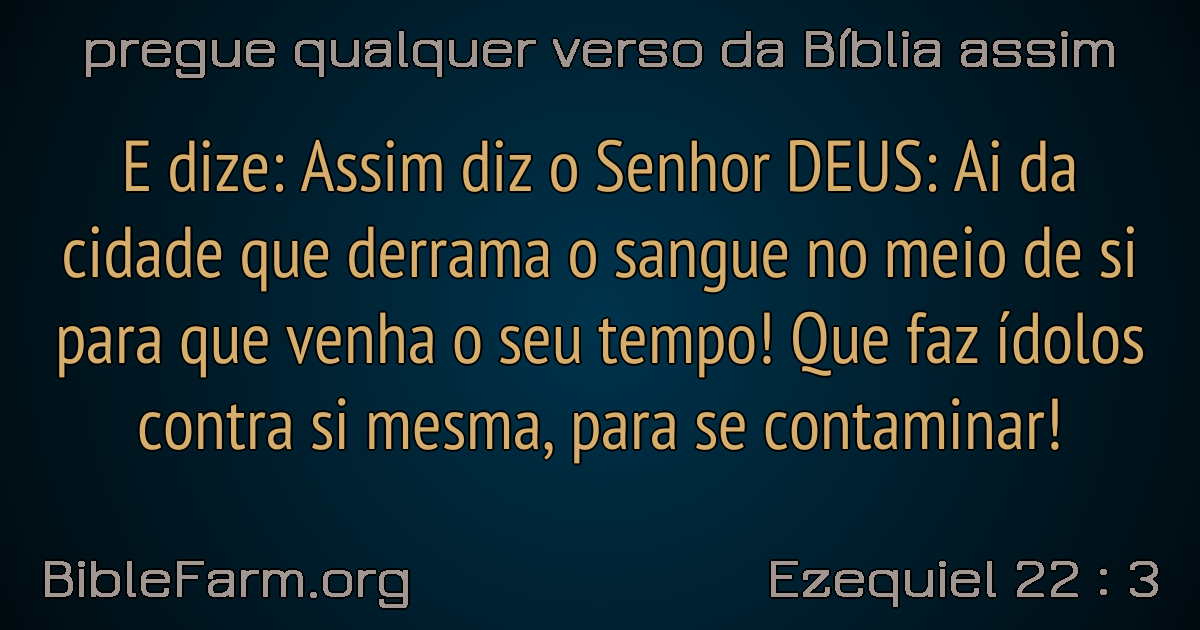 pregue qualquer verso da Bíblia assim
E dize: Assim diz o Senhor DEUS: Ai da
cidade que derrama o sangue no meio de si
para que venha o seu tempo! Que faz ídolos
contra si mesma, para se contaminar!
BibleFarm.org
Ezequiel 22 : 3